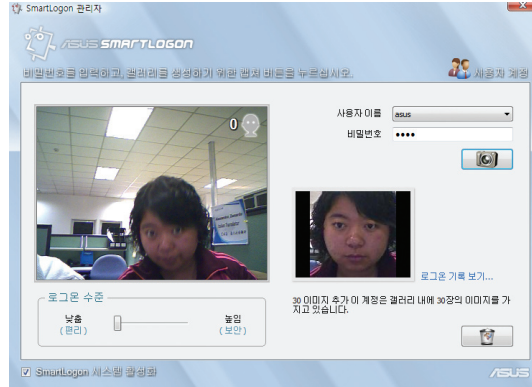 SmartLogon 관리자
ASUS SMARTLOGON
비밀번호를 입력하고, 갤러리를 생성하기 위한 캡쳐 버튼을 누르십시오.
사용자 계정
0
사용자 이름
asus
비밀번호
••••
로그온 기록 보기...
로그온 수준
낮춤
(편리)
높임
(보안)
30 이미지 추가 이 계정은 갤러리 내에 30장의 이미지를 가
지고 있습니다.
SmartLogon 시스템 활성화
ASUS